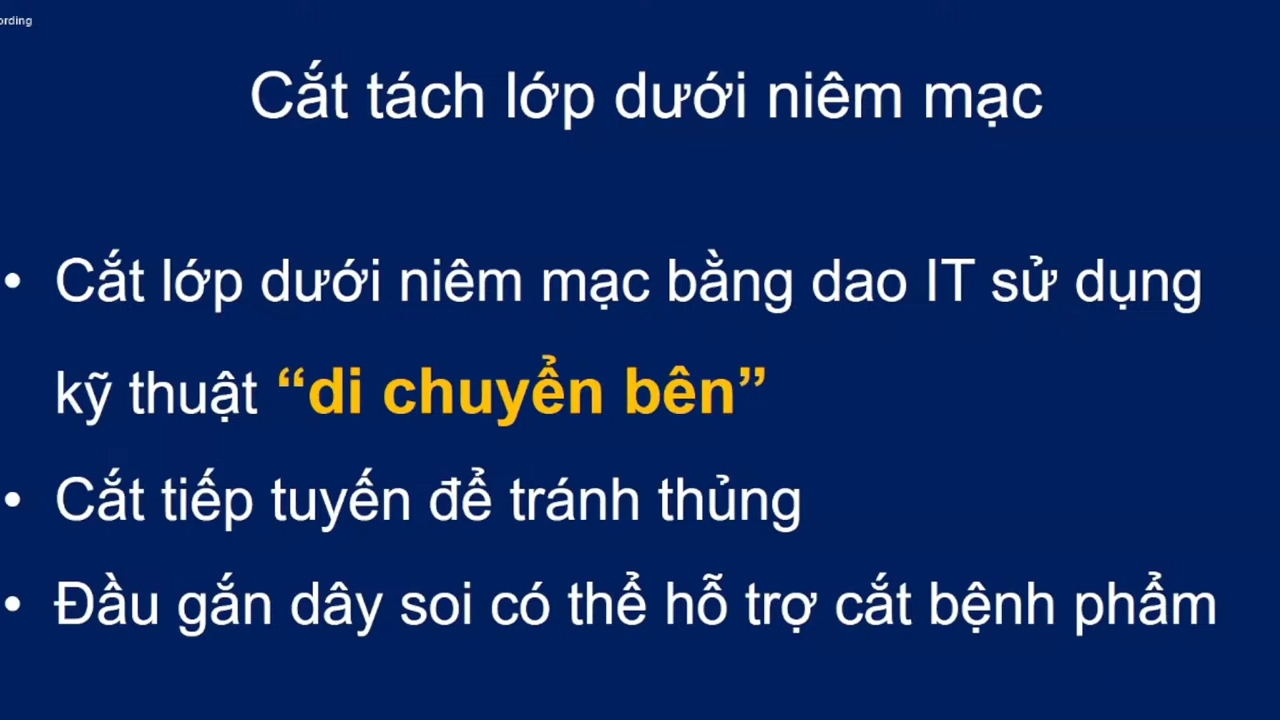 ording
Cắt tách lớp dưới niêm mạc
• Cắt lớp dưới niêm mạc bằng dao IT sử dụng
kỹ thuật “di chuyển bên”
• Cắt tiếp tuyến để tránh thủng
• Đầu gắn dây soi có thể hỗ trợ cắt bệnh phẩm